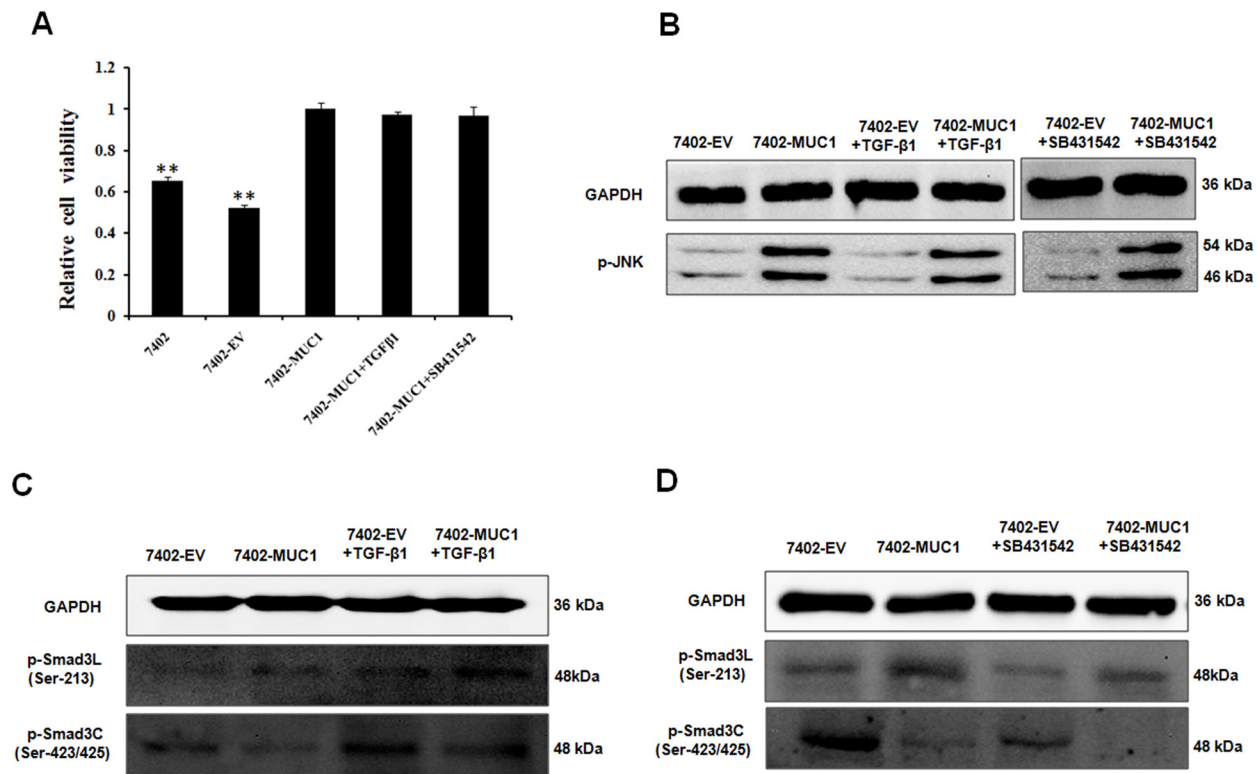 A
1.2
1
0.8
0.6
0.4
0.2
0
Relative cell viability
**
**
7402
7402-EV
7402-MUC1
7402-MUC1+TGFβ1
7402-MUC1+SB431542
B
7402-EV
7402-MUC1
7402-EV
+TGF-β1
7402-MUC1
+TGF-β1
7402-EV
+SB431542
7402-MUC1
+SB431542
GAPDH
36 kDa
p-JNK
54 kDa
46 kDa
C
7402-EV
7402-MUC1
7402-EV
+TGF-β1
7402-MUC1
+TGF-β1
GAPDH
36 kDa
p-Smad3L
(Ser-213)
48kDa
p-Smad3C
(Ser-423/425)
48 kDa
D
7402-EV
7402-MUC1
7402-EV
+SB431542
7402-MUC1
+SB431542
GAPDH
36 kDa
p-Smad3L
(Ser-213)
48kDa
p-Smad3C
(Ser-423/425)
48 kDa